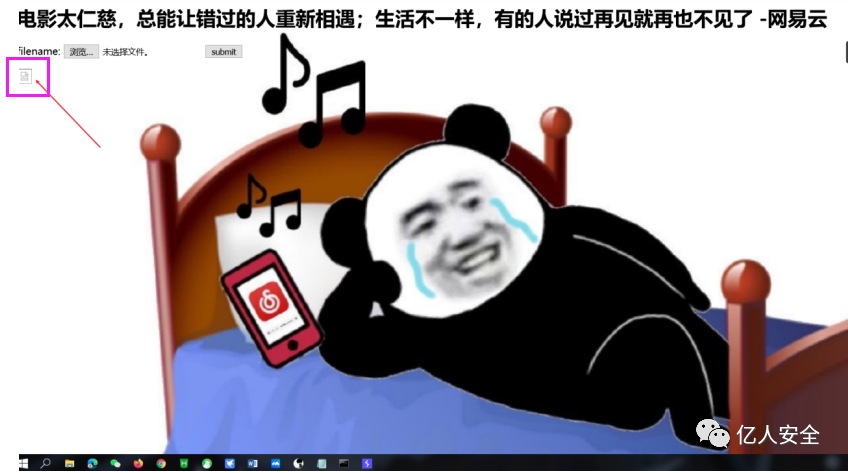 电影太仁慈，总能让错过的人重新相遇；生活不一样，有的人说过再见就再也不见了 -网易云
filename: 浏览... 未选择文件。 submit
亿人安全